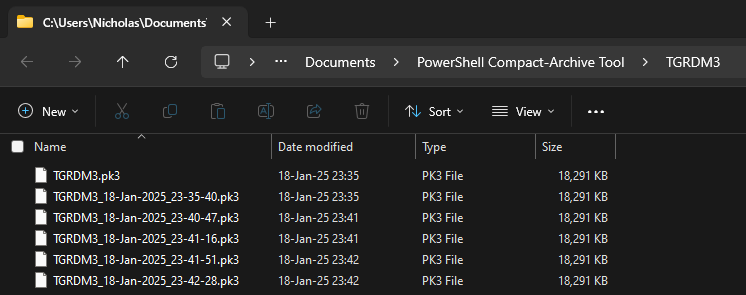 C:\Users\Nicholas\Documents\
Documents > PowerShell Compact-Archive Tool > TGRDM3
New Sort View
Name Date modified Type Size
TGRDM3.pk3 18-Jan-25 23:35 PK3 File 18,291 KB
TGRDM3_18-Jan-2025_23-35-40.pk3 18-Jan-25 23:35 PK3 File 18,291 KB
TGRDM3_18-Jan-2025_23-40-47.pk3 18-Jan-25 23:41 PK3 File 18,291 KB
TGRDM3_18-Jan-2025_23-41-16.pk3 18-Jan-25 23:41 PK3 File 18,291 KB
TGRDM3_18-Jan-2025_23-41-51.pk3 18-Jan-25 23:42 PK3 File 18,291 KB
TGRDM3_18-Jan-2025_23-42-28.pk3 18-Jan-25 23:42 PK3 File 18,291 KB